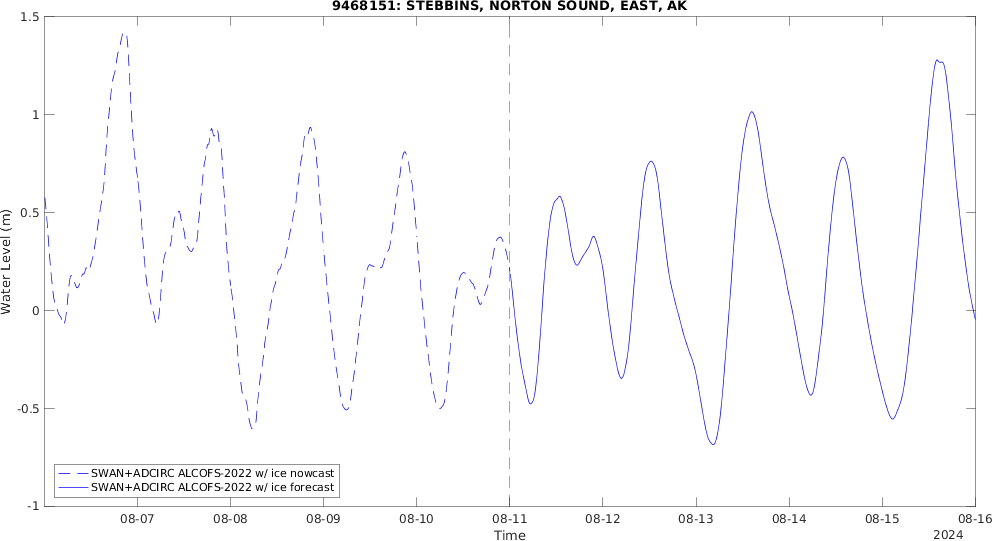 9468151: STEBBINS, NORTON SOUND, EAST, AK
Water Level (m)
1.5
1
0.5
0
-0.5
-1
SWAN+ADCIRC ALCOFS-2022 w/ ice nowcast
SWAN+ADCIRC ALCOFS-2022 w/ ice forecast
08-07 08-08 08-09 08-10 08-11 08-12 08-13 08-14 08-15 08-16
Time
2024